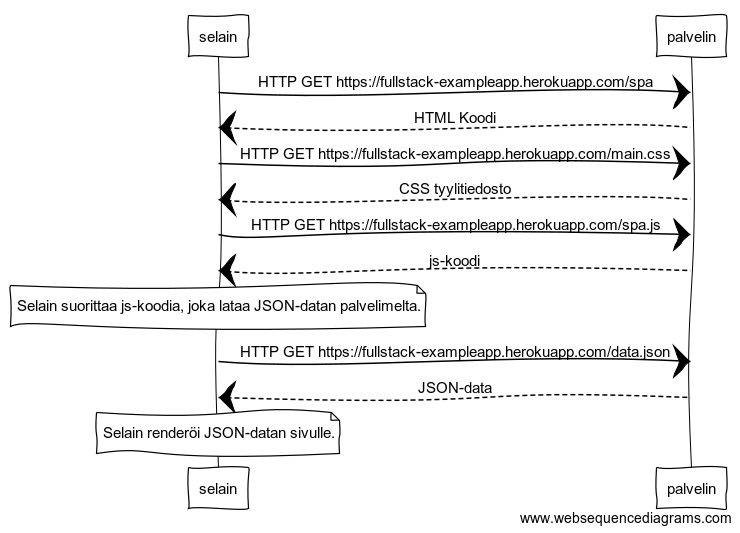 selain
palvelin
HTTP GET https://fullstack-exampleapp.herokuapp.com/spa
HTML Koodi
HTTP GET https://fullstack-exampleapp.herokuapp.com/main.css
CSS tyylitiedosto
HTTP GET https://fullstack-exampleapp.herokuapp.com/spa.js
js-koodi
Selain suorittaa js-koodia, joka lataa JSON-datan palvelimelta.
HTTP GET https://fullstack-exampleapp.herokuapp.com/data.json
JSON-data
Selain renderöi JSON-datan sivulle.
selain
palvelin
www.websequencediagrams.com